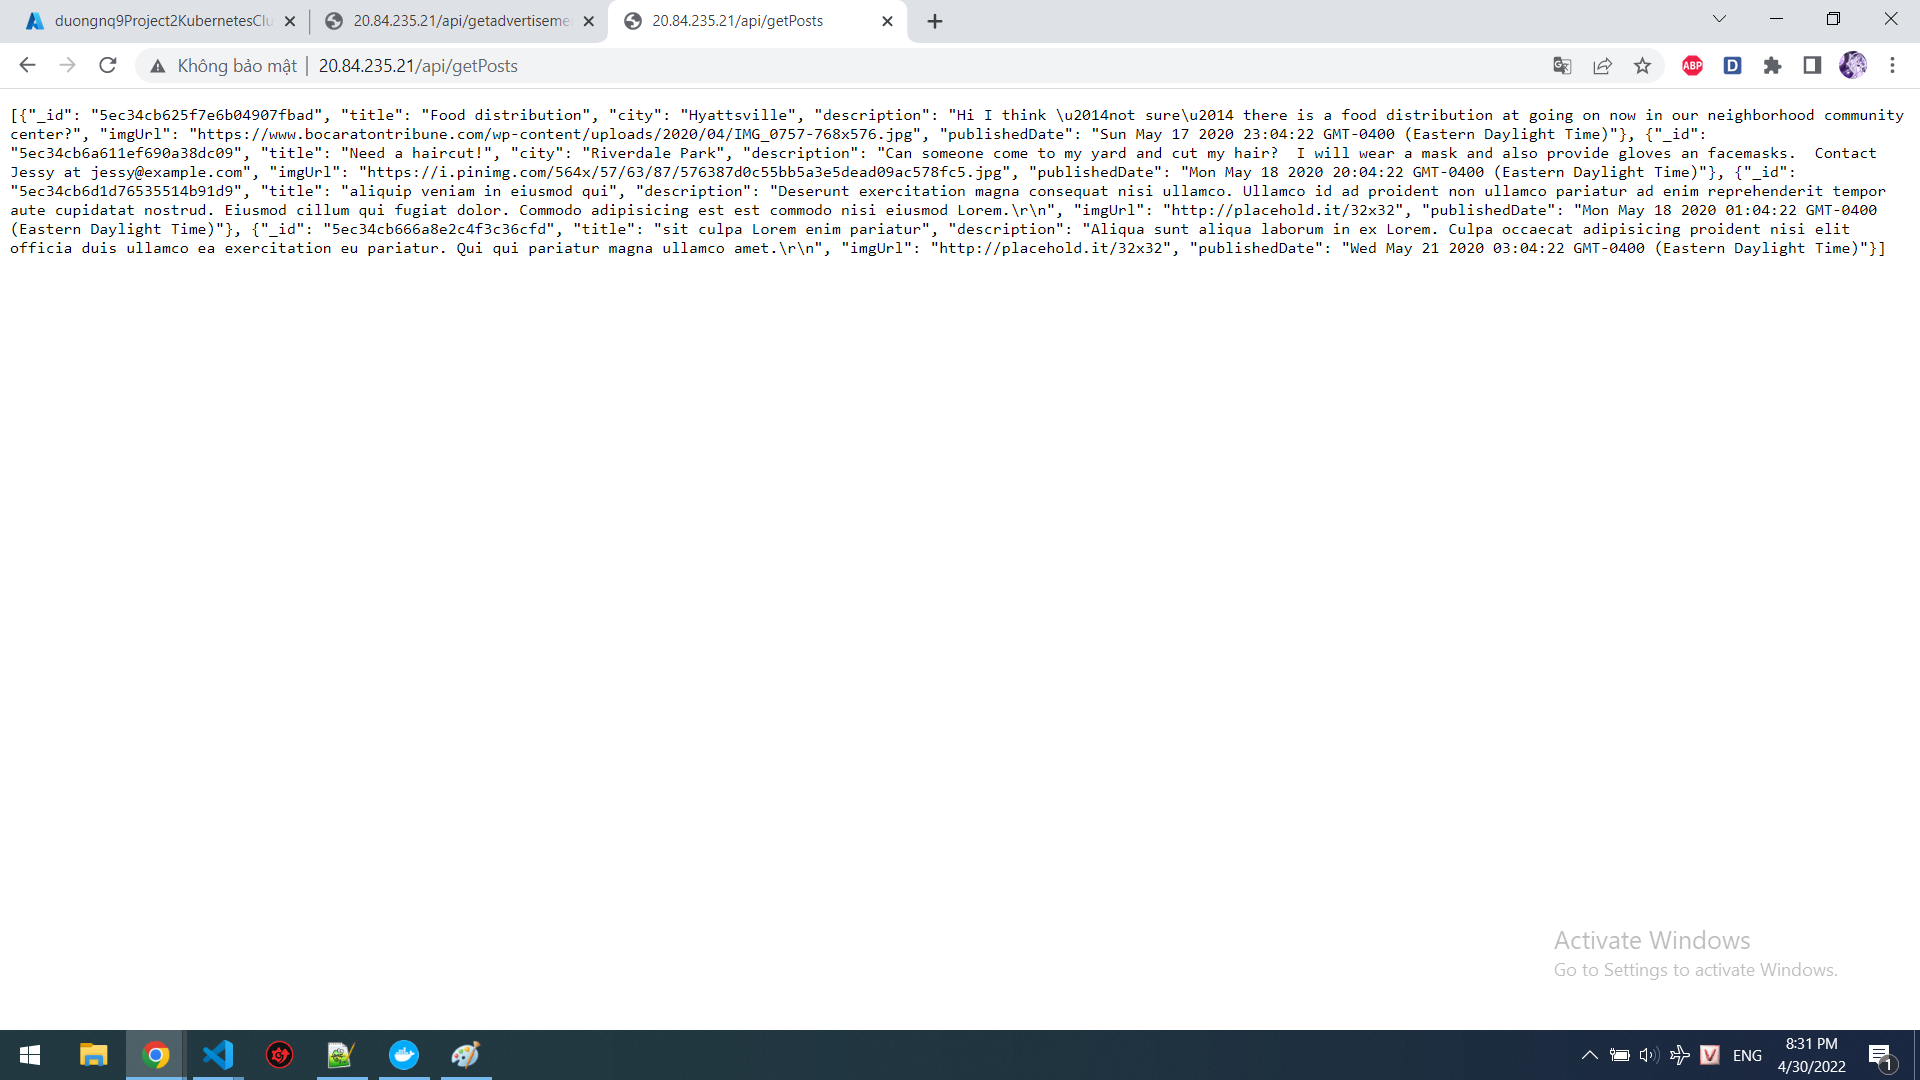 duongnq9Project2KubernetesClu
20.84.235.21/api/getadvertiseme
20.84.235.21/api/getPosts
Không bảo mật
20.84.235.21/api/getPosts
ABP
D
[{"_id": "5ec34cb625f7e6b04907fbad", "title": "Food distribution", "city": "Hyattsville", "description": "Hi I think \u2014not sure\u2014 there is a food distribution at going on now in our neighborhood community
center?", "imgUrl": "https://www.bocaratontribune.com/wp-content/uploads/2020/04/IMG_0757-768x576.jpg", "publishedDate": "Sun May 17 2020 23:04:22 GMT-0400 (Eastern Daylight Time)"}, {"_id":
"5ec34cb6a611ef690a38dc09", "title": "Need a haircut!", "city": "Riverdale Park", "description": "Can someone come to my yard and cut my hair?  I will wear a mask and also provide gloves an facemasks.  Contact
Jessy at jessy@example.com", "imgUrl": "https://i.pinimg.com/564x/57/63/87/576387d0c55bb5a3e5dead09ac578fc5.jpg", "publishedDate": "Mon May 18 2020 20:04:22 GMT-0400 (Eastern Daylight Time)"}, {"_id":
"5ec34cb6d1d76535514b91d9", "title": "aliquip veniam in eiusmod qui", "description": "Deserunt exercitation magna consequat nisi ullamco. Ullamco id ad proident non ullamco pariatur ad enim reprehenderit tempor
aute cupidatat nostrud. Eiusmod cillum qui fugiat dolor. Commodo adipisicing est est commodo nisi eiusmod Lorem.\r\n", "imgUrl": "http://placehold.it/32x32", "publishedDate": "Mon May 18 2020 01:04:22 GMT-0400
(Eastern Daylight Time)"}, {"_id": "5ec34cb666a8e2c4f3c36cfd", "title": "sit culpa Lorem enim pariatur", "description": "Aliqua sunt aliqua laborum in ex Lorem. Culpa occaecat adipisicing proident nisi elit
officia duis ullamco ea exercitation eu pariatur. Qui qui pariatur magna ullamco amet.\r\n", "imgUrl": "http://placehold.it/32x32", "publishedDate": "Wed May 21 2020 03:04:22 GMT-0400 (Eastern Daylight Time)"}]
Activate Windows
Go to Settings to activate Windows.
V
ENG
8:31 PM
4/30/2022
1